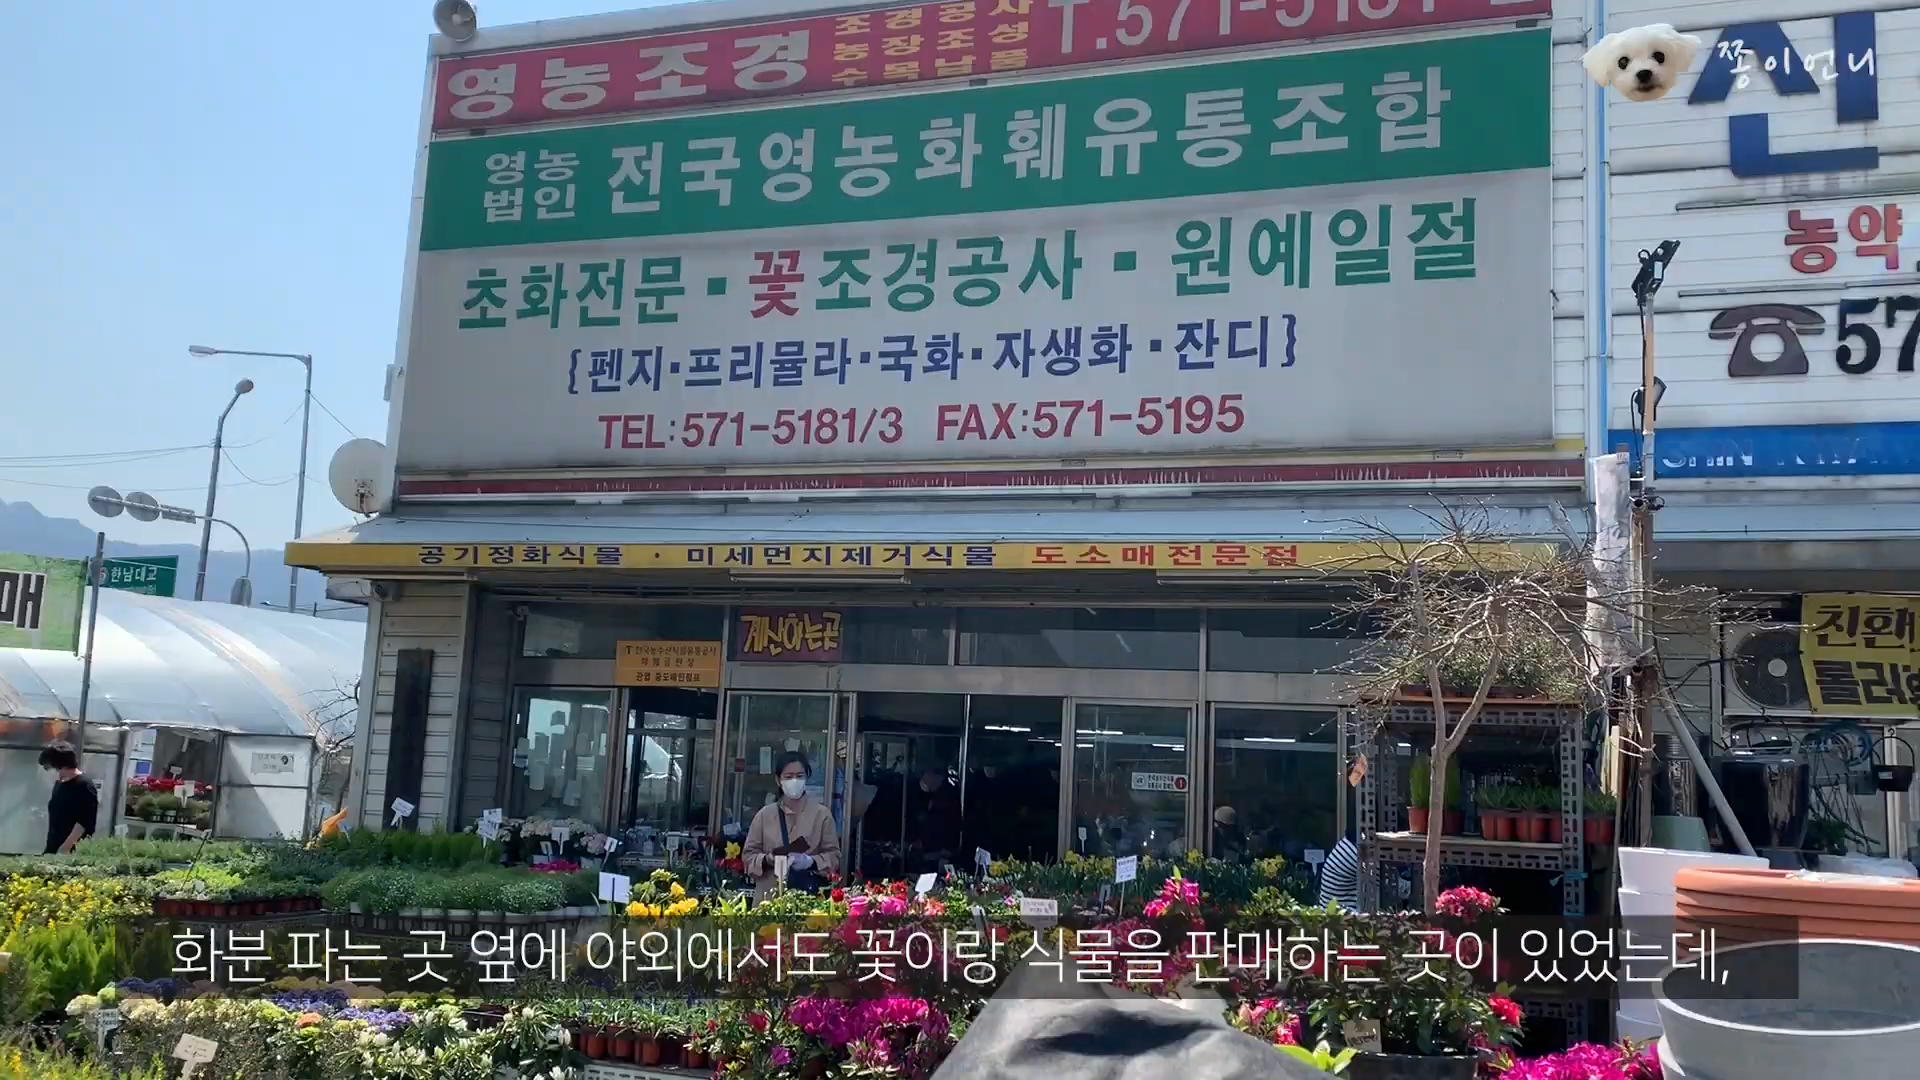 영농조경
조경공사
농장조성
수목납품
T.571-5181
영농
법인
전국영농화훼유통조합
초화전문·꽃조경공사·원예일절
{펜지·프리뮬라·국화·자생화·잔디}
TEL:571-5181/3 FAX:571-5195
공기정화식물 · 미세먼지제거식물 도소매전문점
계산하는곳
한남대교
매
쫑이언니
신
농약
57
친환
화분 파는 곳 옆에 야외에서도 꽃이랑 식물을 판매하는 곳이 있었는데,